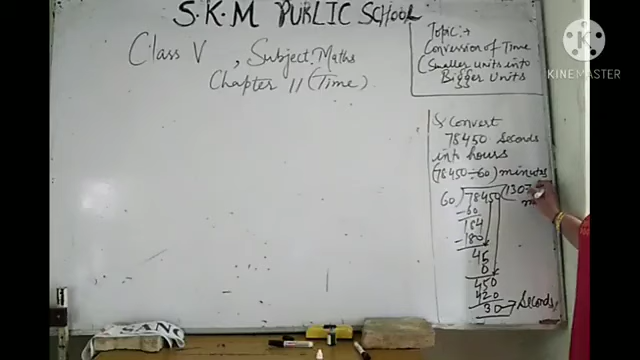 S.K.M PUBLIC SCHOOL
Class V , Subject Maths
Chapter 11 (Time)
Topic :→
Conversion of Time
(Smaller units into
Bigger Units
KINEMASTER
Q Convert
78450 Seconds
into hours
(78450÷60) minutes
60)78450(1307
-60
184
-180
45
0
450
420
30 → Seconds
SANG